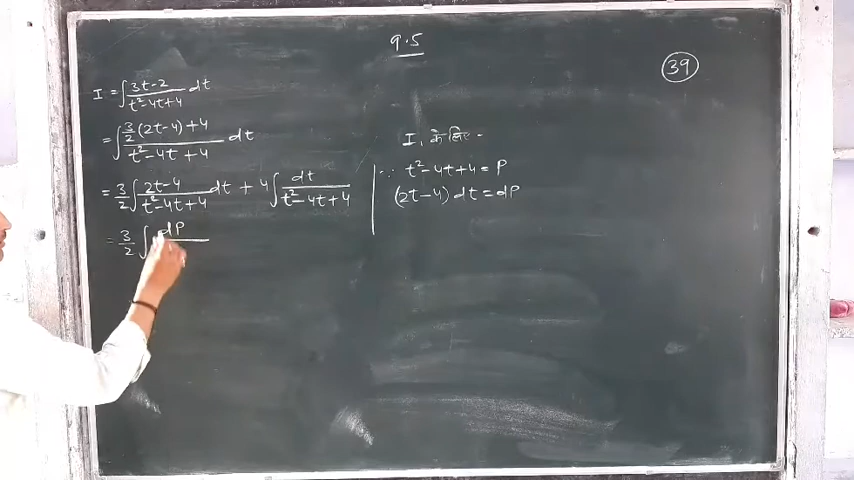 9.5
39
I = ∫ 3t-2 / t²-4t+4 dt
= ∫ 3/2 (2t-4) + 4 / t²-4t+4 dt
= 3/2 ∫ 2t-4 / t²-4t+4 dt + 4 ∫ dt / t²-4t+4
= 3/2 ∫ dP /
I₁ के लिए -
∵ t²-4t+4 = P
(2t-4) dt = dP